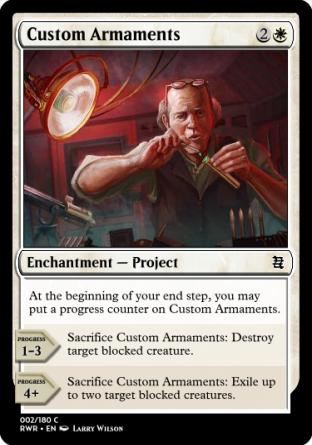 Custom Armaments 2
Enchantment — Project
At the beginning of your end step, you may
put a progress counter on Custom Armaments.
PROGRESS
1-3
Sacrifice Custom Armaments: Destroy
target blocked creature.
PROGRESS
4+
Sacrifice Custom Armaments: Exile up
to two target blocked creatures.
002/180 C
RWR • EN Larry Wilson